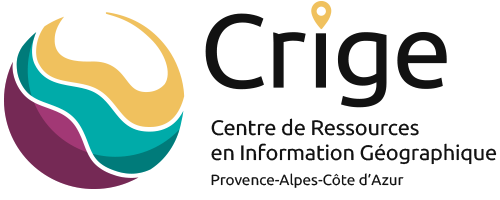 Crige
Centre de Ressources
en Information Géographique
Provence-Alpes-Côte d'Azur